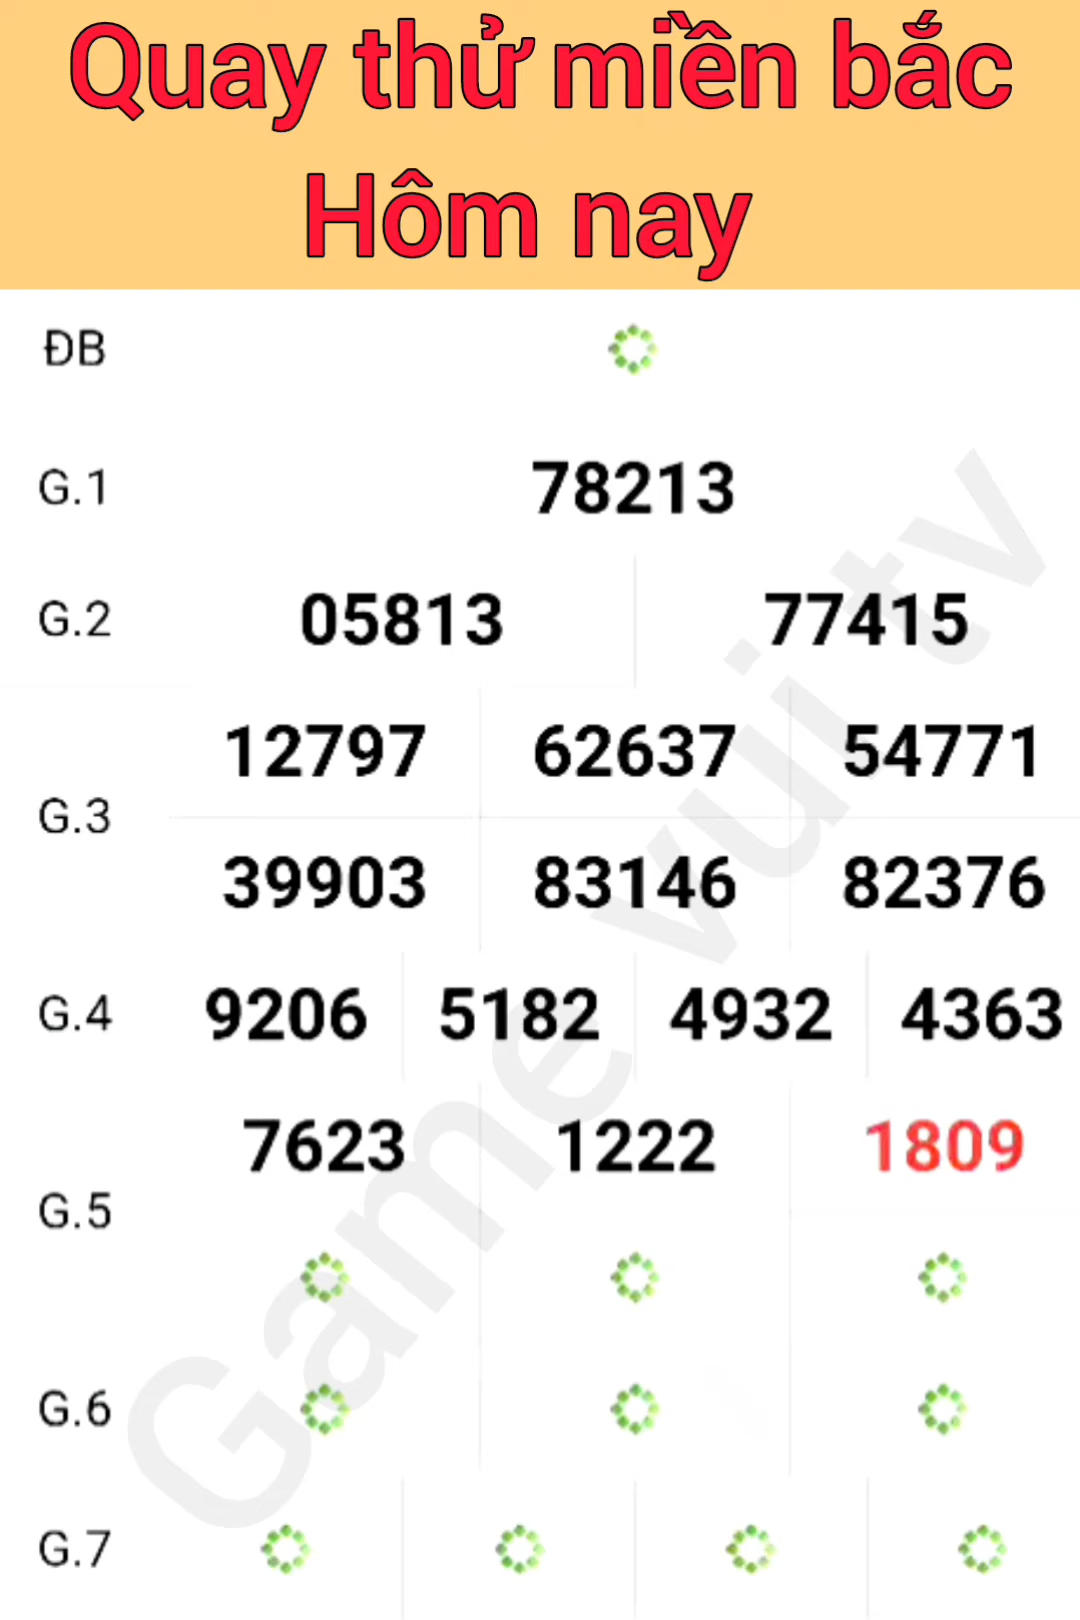 Quay thử miền bắc
Hôm nay
ĐB
G.1
78213
G.2
05813 77415
12797 62637 54771
G.3
39903 83146 82376
G.4
9206 5182 4932 4363
7623 1222 1809
G.5
G.6
G.7
Game vui tv